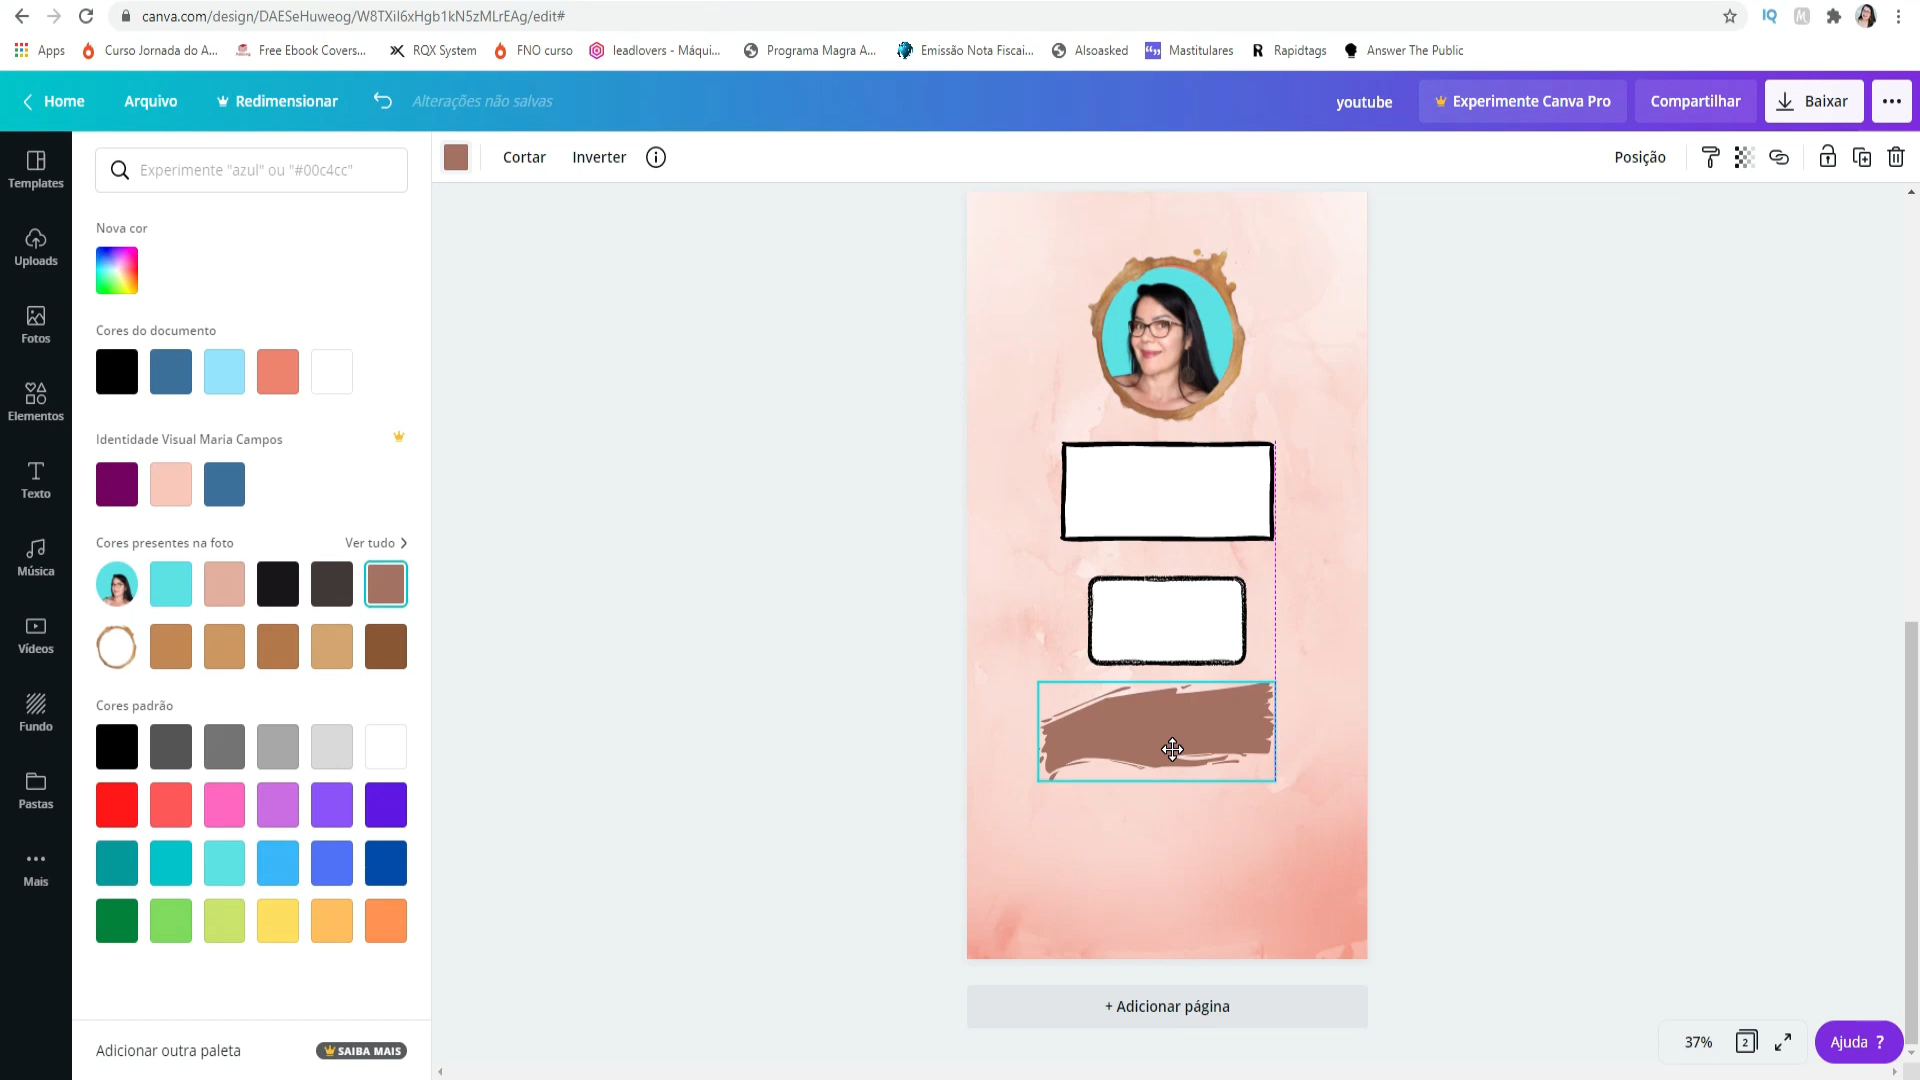 canva.com/design/DAESeHuweog/W8TXil6xHgb1kN5zMLrEAg/edit#
Apps Curso Jornada do A... Free Ebook Covers... RQX System FNO curso leadlovers - Máqui... Programa Magra A... Emissão Nota Fiscai... Alsoasked Mastitulares Rapidtags Answer The Public
Home Arquivo Redimensionar Alterações não salvas youtube Experimente Canva Pro Compartilhar Baixar
Experimente "azul" ou "#00c4cc"
Cortar Inverter Posição
Templates
Uploads
Fotos
Elementos
Texto
Música
Vídeos
Fundo
Pastas
Mais
Nova cor
Cores do documento
Identidade Visual Maria Campos
Cores presentes na foto Ver tudo
Cores padrão
Adicionar outra paleta SAIBA MAIS
+ Adicionar página
37% 2 Ajuda ?